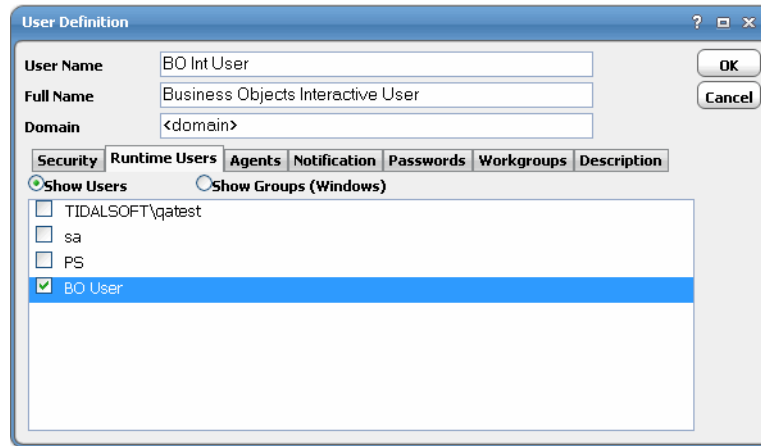 User Definition ?
User Name BO Int User OK
Full Name Business Objects Interactive User Cancel
Domain <domain>
Security Runtime Users Agents Notification Passwords Workgroups Description
Show Users Show Groups (Windows)
TIDALSOFT\qatest
sa
PS
BO User